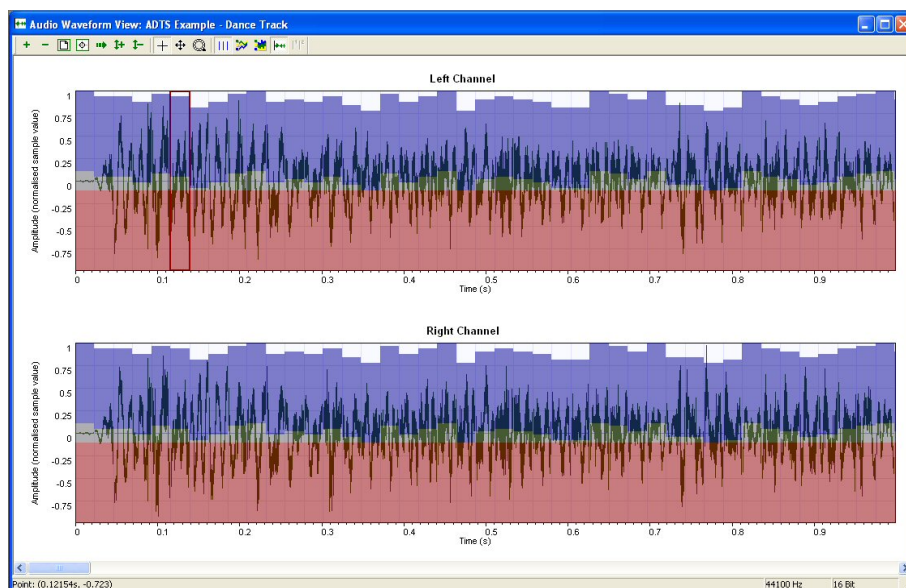 Audio Waveform View: ADTS Example - Dance Track
Left Channel
Amplitude (normalised sample value)
1
0.75
0.5
0.25
0
-0.25
-0.5
-0.75
0 0.1 0.2 0.3 0.4 0.5 0.6 0.7 0.8 0.9
Time (s)
Right Channel
Amplitude (normalised sample value)
1
0.75
0.5
0.25
0
-0.25
-0.5
-0.75
0 0.1 0.2 0.3 0.4 0.5 0.6 0.7 0.8 0.9
Time (s)
Point: (0.12154s, -0.723) 44100 Hz 16 Bit